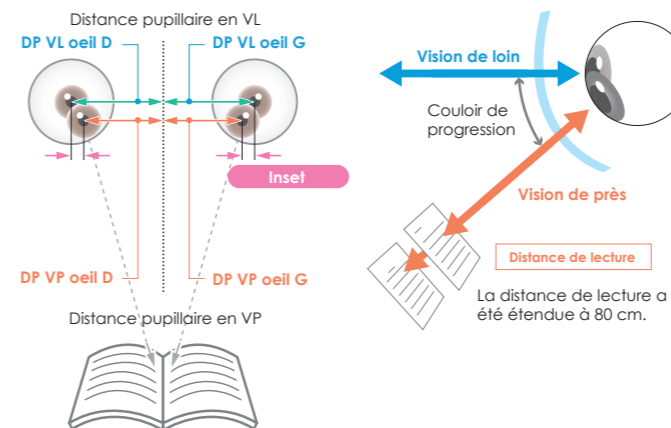 Distance pupillaire en VL
DP VL oeil D
DP VL oeil G
Inset
DP VP oeil D
DP VP oeil G
Distance pupillaire en VP
Vision de loin
Couloir de
progression
Vision de près
Distance de lecture
La distance de lecture a
été étendue à 80 cm.